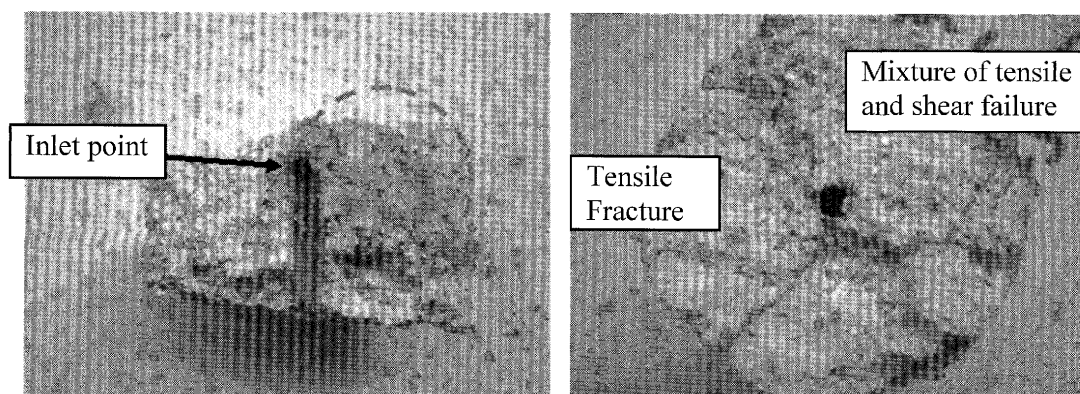 Inlet point
Mixture of tensile
and shear failure
Tensile
Fracture